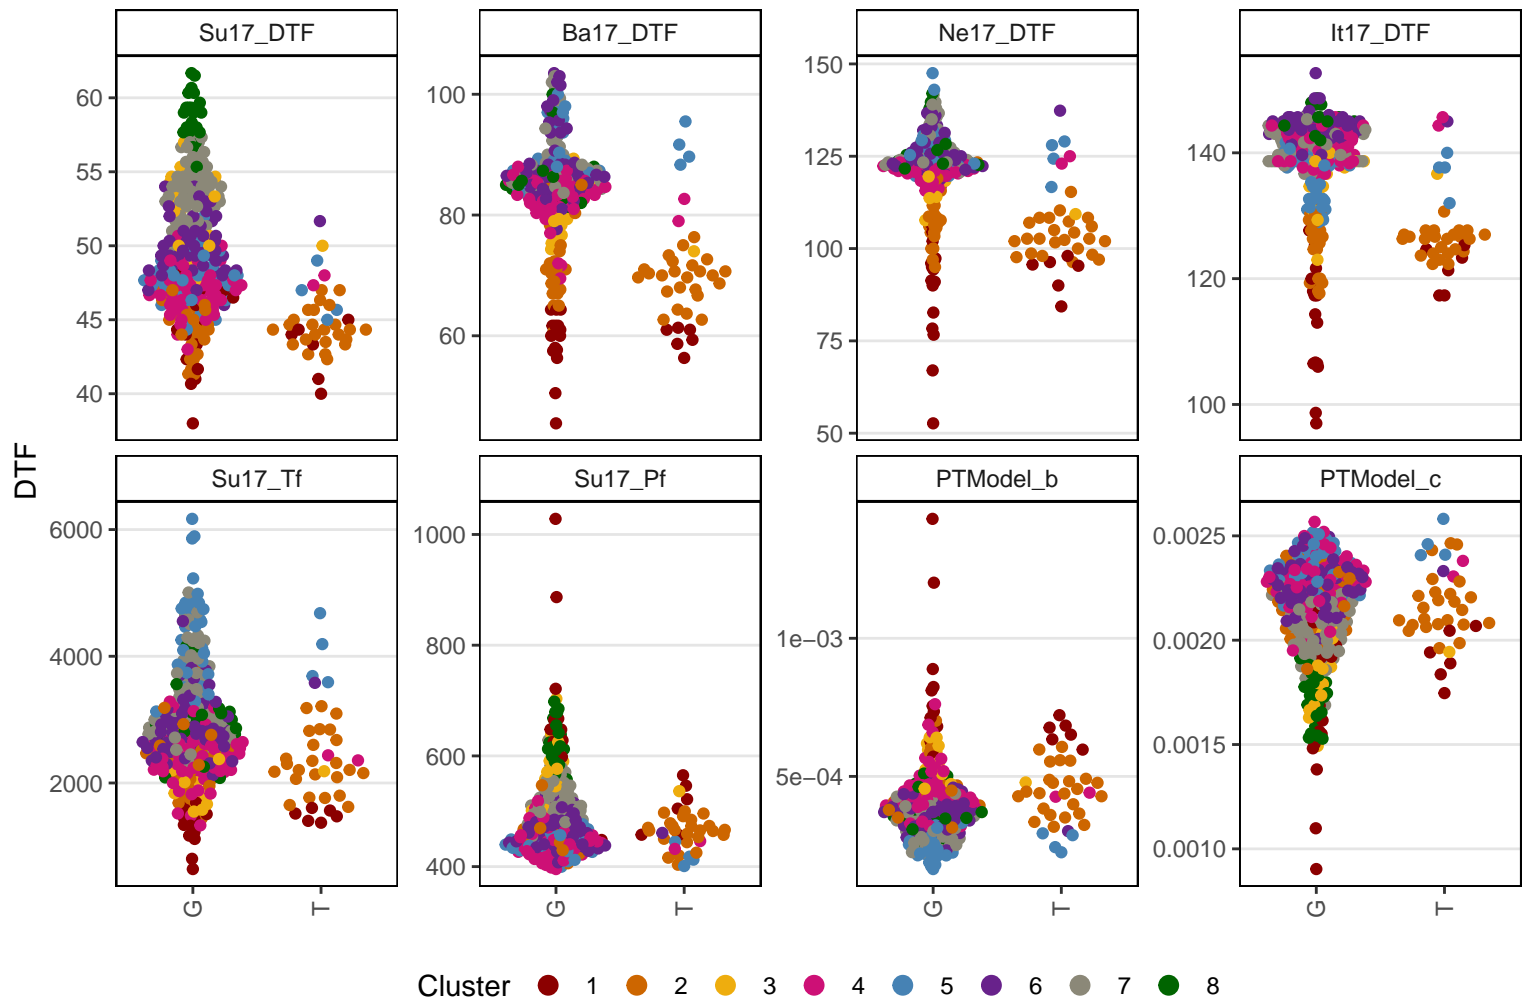 Su17_DTF
Ba17_DTF
Ne17_DTF
It17_DTF
60
55
50
45
40
100
80
60
150
125
100
75
50
140
120
100
DTF
Su17_Tf
Su17_Pf
PTModel_b
PTModel_c
6000
4000
2000
1000
800
600
400
1e−03
5e−04
0.0025
0.0020
0.0015
0.0010
G T G T G T G T
Cluster 1 2 3 4 5 6 7 8